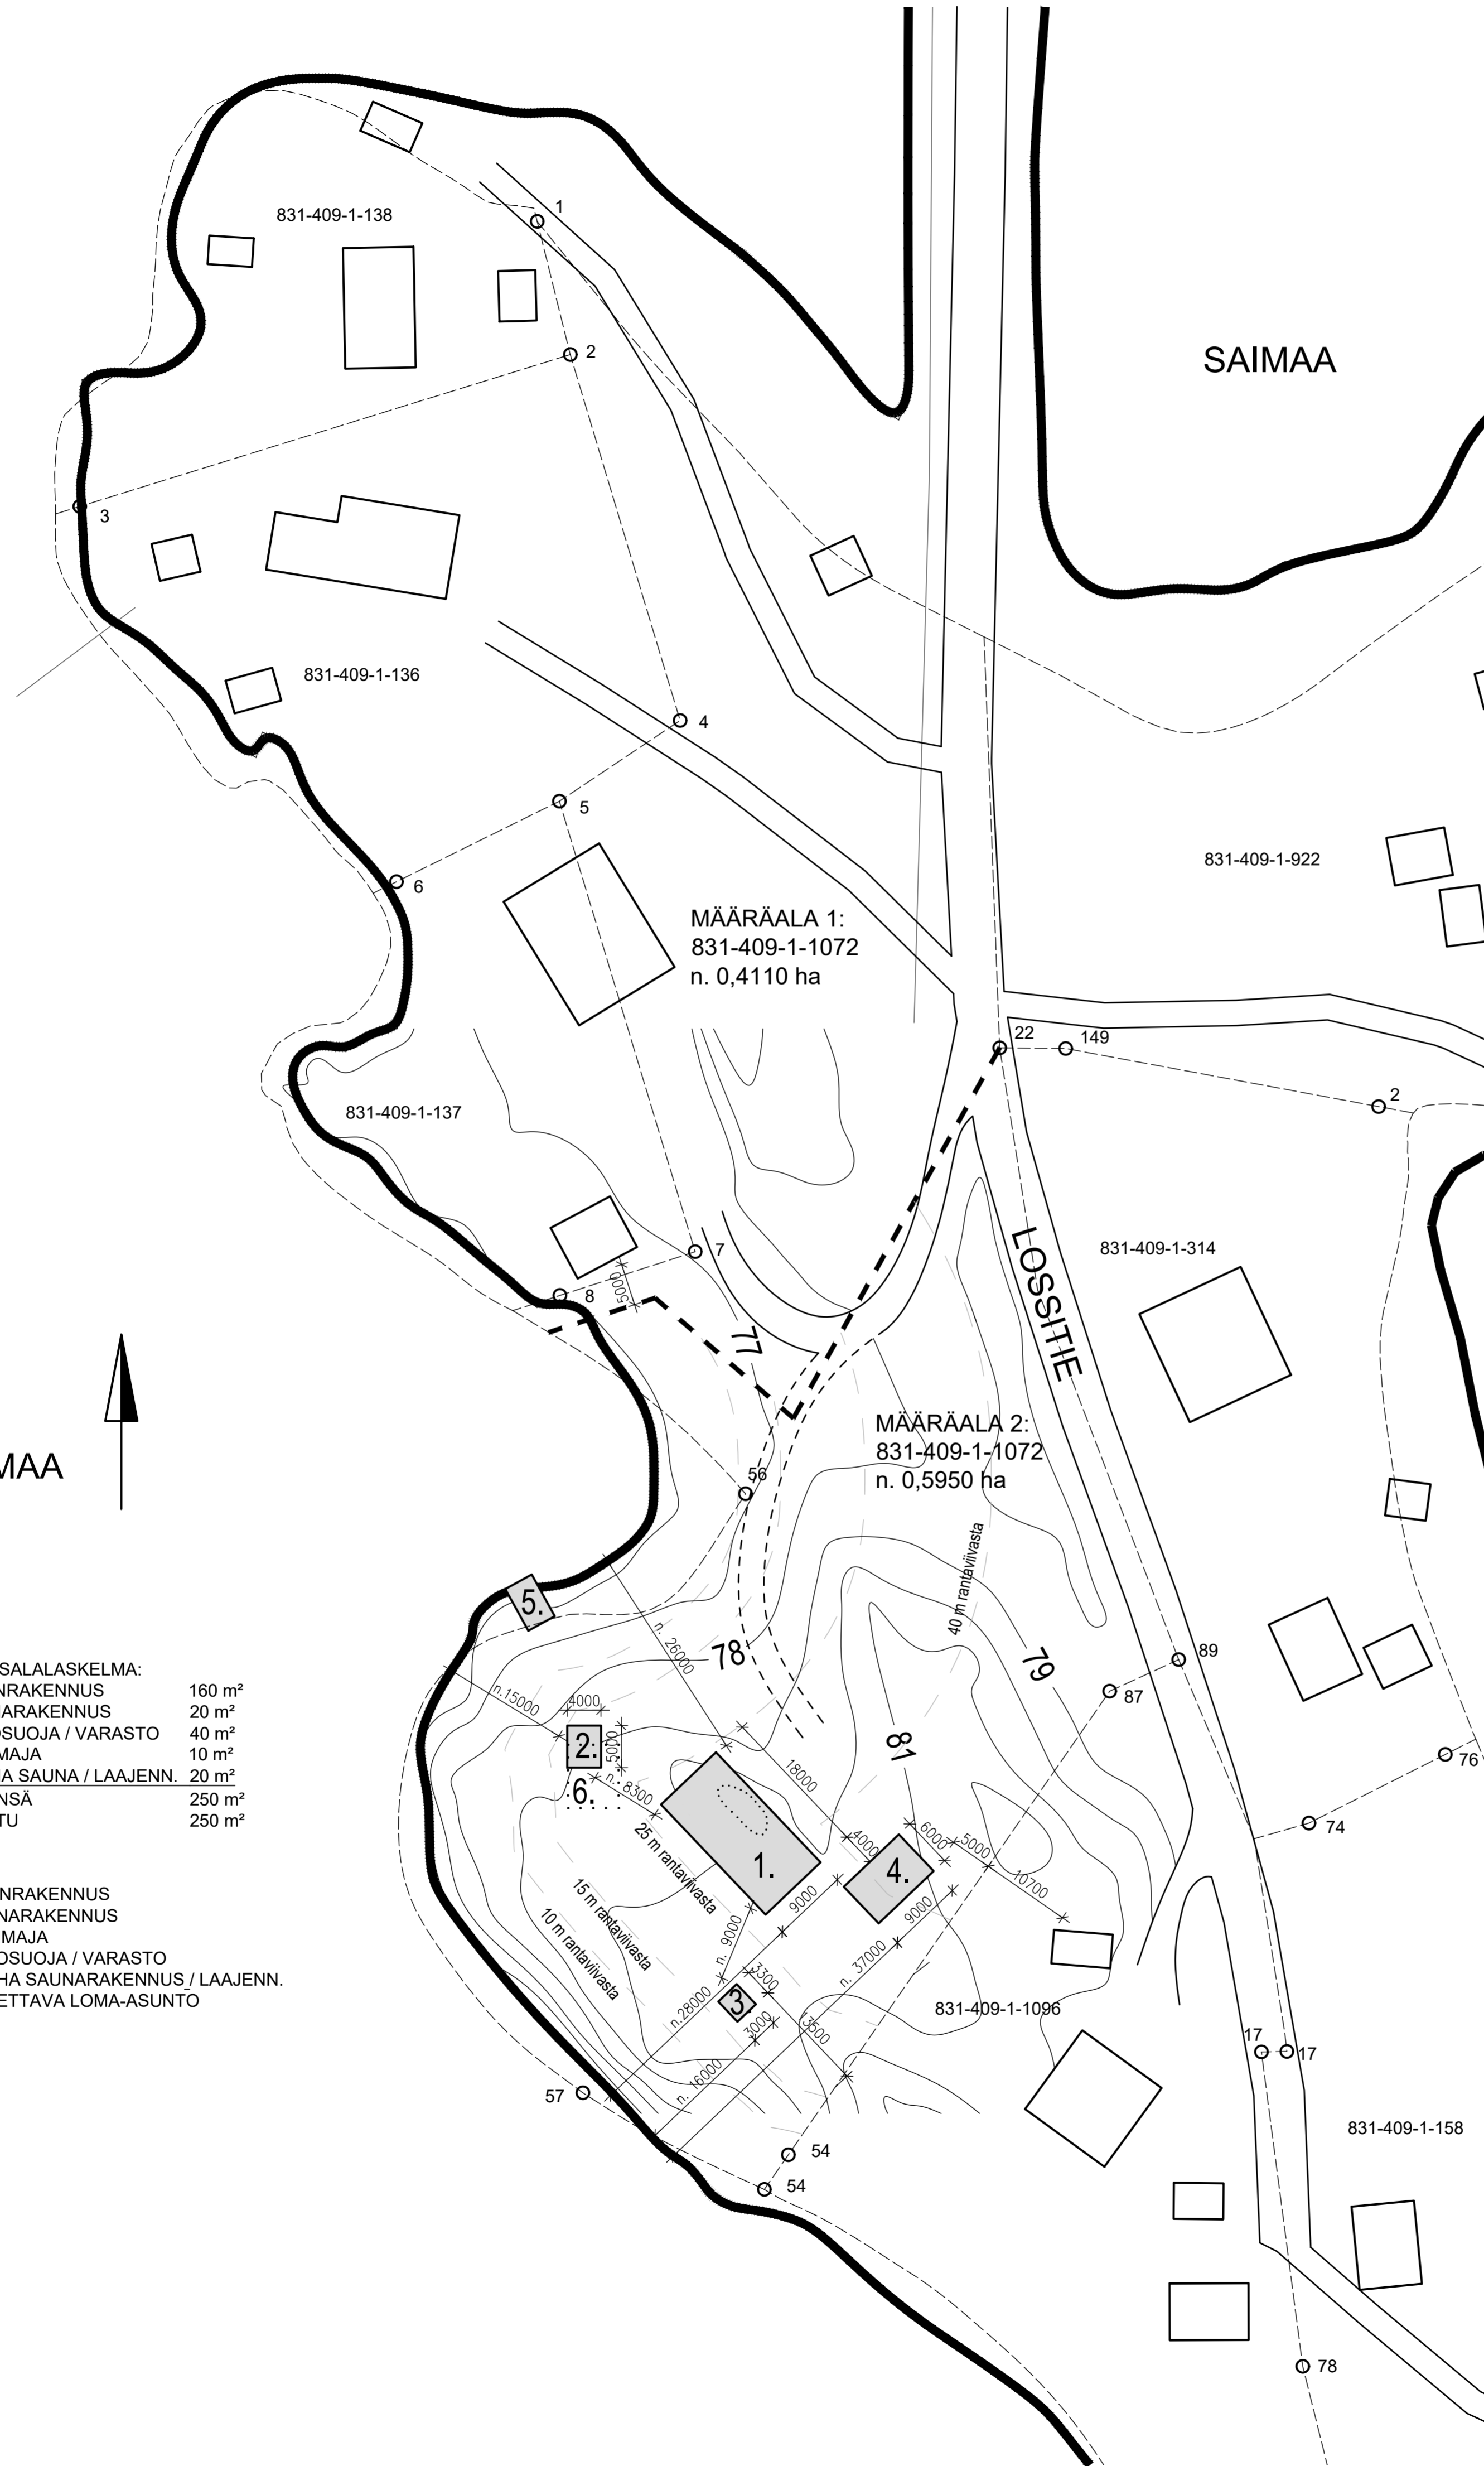 831-409-1-138
1
2
SAIMAA
3
831-409-1-136
4
5
6
831-409-1-922
MÄÄRÄALA 1:
831-409-1-1072
n. 0,4110 ha
22
149
2
831-409-1-137
7
8
5000
LOSSITIE
831-409-1-314
77
MAA
MÄÄRÄALA 2:
831-409-1-1072
n. 0,5950 ha
56
40 m rantaviivasta
5.
n. 26000
78
79
89
87
76
74
81
SALALASKELMA:
NRAKENNUS 160 m²
NARAKENNUS 20 m²
OSUOJA / VARASTO 40 m²
MAJA 10 m²
HA SAUNA / LAAJENN. 20 m²
NSÄ 250 m²
TU 250 m²
n.15000
4000
2.
5000
6.
n. 8300
18000
4000
6000
5000
10700
25 m rantaviivasta
1.
4.
15 m rantaviivasta
10 m rantaviivasta
9000
9000
n. 9000
n. 37000
n.28000
3300
3
3000
13500
n. 16000
NRAKENNUS
NARAKENNUS
MAJA
OSUOJA / VARASTO
HA SAUNARAKENNUS / LAAJENN.
ETTAVA LOMA-ASUNTO
831-409-1-1096
17
17
57
54
54
831-409-1-158
78